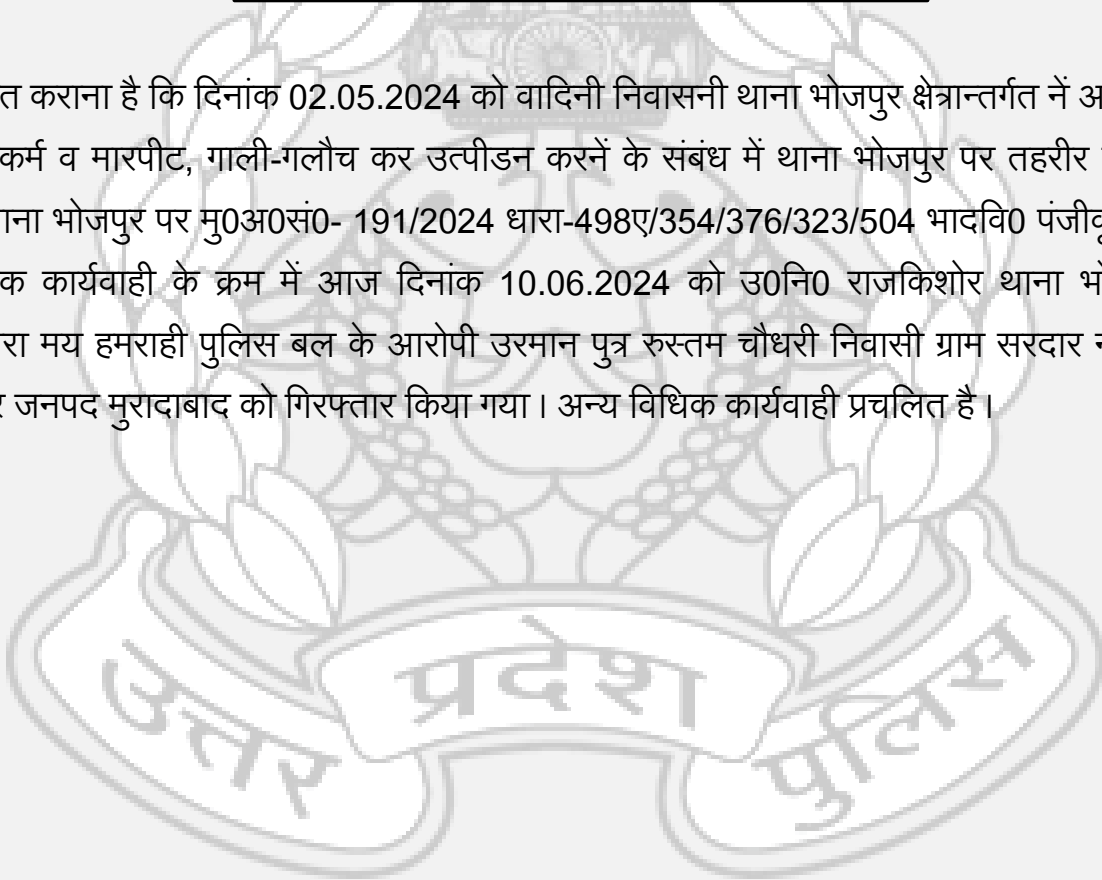 त कराना है कि दिनांक 02.05.2024 को वादिनी निवासनी थाना भोजपुर क्षेत्रान्तर्गत नें अ
कर्म व मारपीट, गाली-गलौच कर उत्पीडन करनें के संबंध में थाना भोजपुर पर तहरीर
ाना भोजपुर पर मु0अ0सं0- 191/2024 धारा-498ए/354/376/323/504 भादवि0 पंजीकृ
क कार्यवाही के क्रम में आज दिनांक 10.06.2024 को उ0नि0 राजकिशोर थाना भो
रा मय हमराही पुलिस बल के आरोपी उरमान पुत्र रुस्तम चौधरी निवासी ग्राम सरदार न
र जनपद मुरादाबाद को गिरफ्तार किया गया । अन्य विधिक कार्यवाही प्रचलित है ।
उत्तर प्रदेश पुलिस